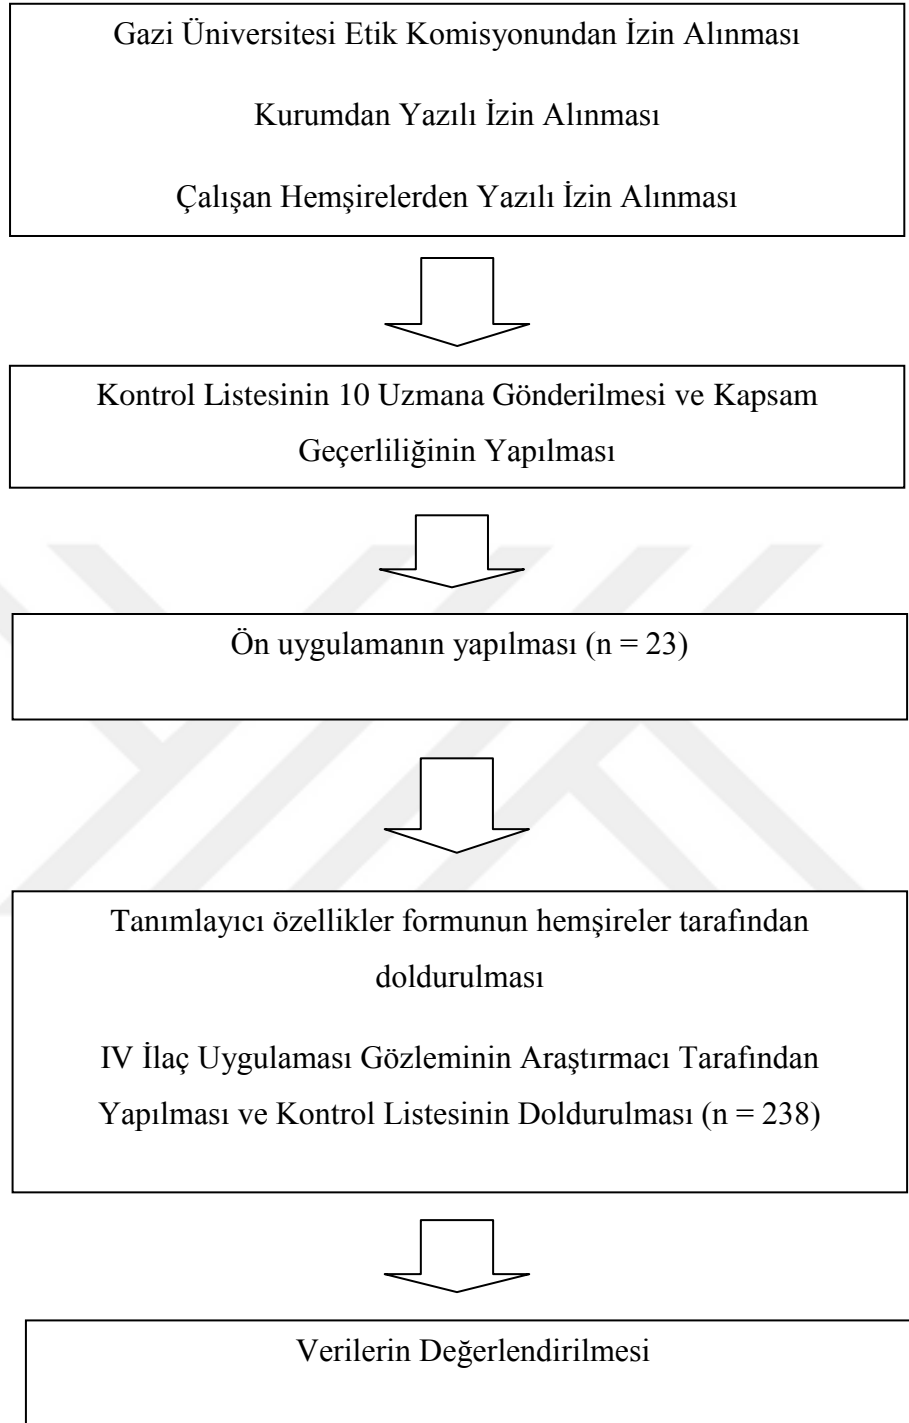 Gazi Üniversitesi Etik Komisyonundan İzin Alınması
Kurumdan Yazılı İzin Alınması
Çalışan Hemşirelerden Yazılı İzin Alınması
Kontrol Listesinin 10 Uzmana Gönderilmesi ve Kapsam
Geçerliliğinin Yapılması
Ön uygulamanın yapılması (n = 23)
Tanımlayıcı özellikler formunun hemşireler tarafından
doldurulması
IV İlaç Uygulaması Gözleminin Araştırmacı Tarafından
Yapılması ve Kontrol Listesinin Doldurulması (n = 238)
Verilerin Değerlendirilmesi